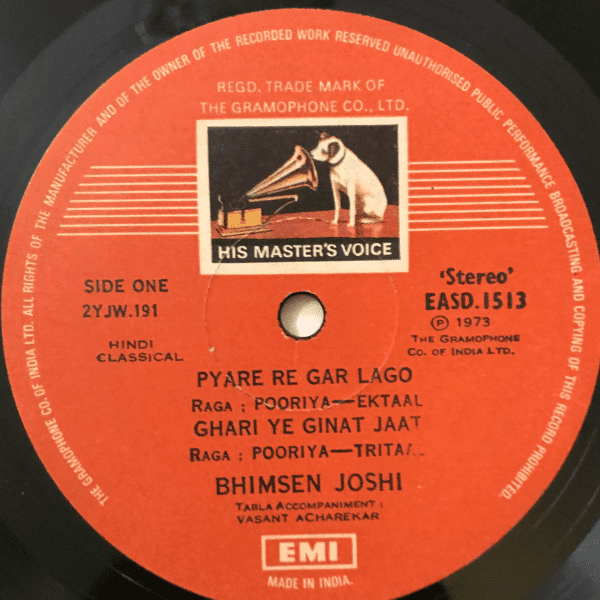 THE GRAMOPHONE CO. OF INDIA LTD. ALL RIGHTS OF THE MANUFACTURER AND OF THE OWNER OF THE RECORDED WORK RESERVED UNAUTHORISED PUBLIC PERFORMANCE BROADCASTING AND COPYING OF THIS RECORD PROHIBITED.
REGD. TRADE MARK OF
THE GRAMOPHONE CO., LTD.
HIS MASTER'S VOICE
SIDE ONE
2YJW.191
HINDI
CLASSICAL
'Stereo'
EASD.1513
℗ 1973
THE GRAMOPHONE
CO. OF INDIA LTD.
PYARE RE GAR LAGO
RAGA : POORIYA—EKTAAL
GHARI YE GINAT JAAT
RAGA : POORIYA—TRITAAL
BHIMSEN JOSHI
TABLA ACCOMPANIMENT :
VASANT ACHAREKAR
EMI
MADE IN INDIA.